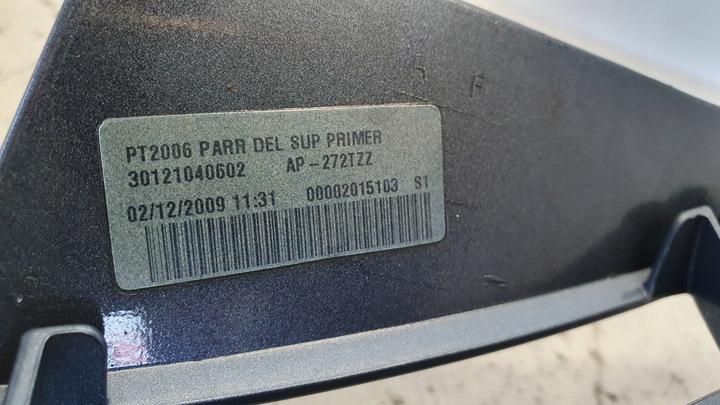 PT2006 PARR DEL SUP PRIMER
30121040602 AP-272TZZ
02/12/2009 11:31 00002015103 S1